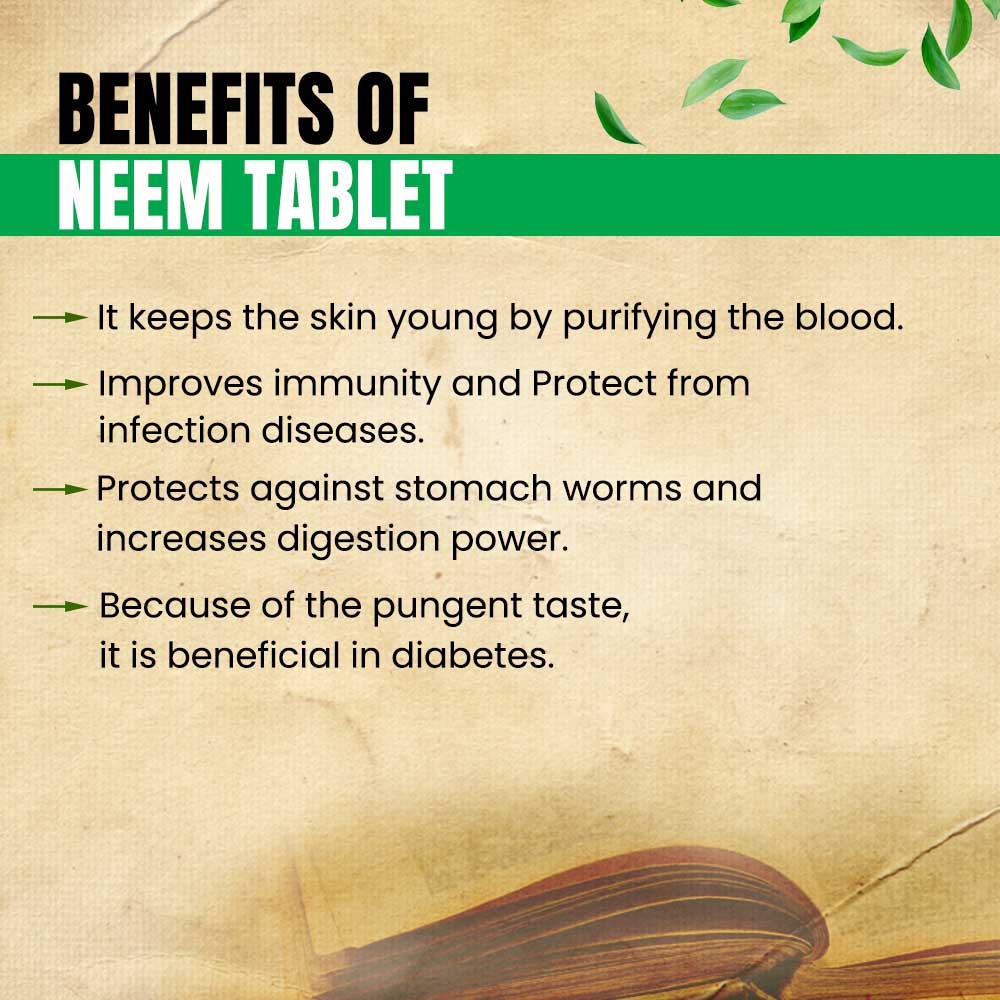 BENEFITS OF
NEEM TABLET
It keeps the skin young by purifying the blood.
Improves immunity and Protect from
infection diseases.
Protects against stomach worms and
increases digestion power.
Because of the pungent taste,
it is beneficial in diabetes.